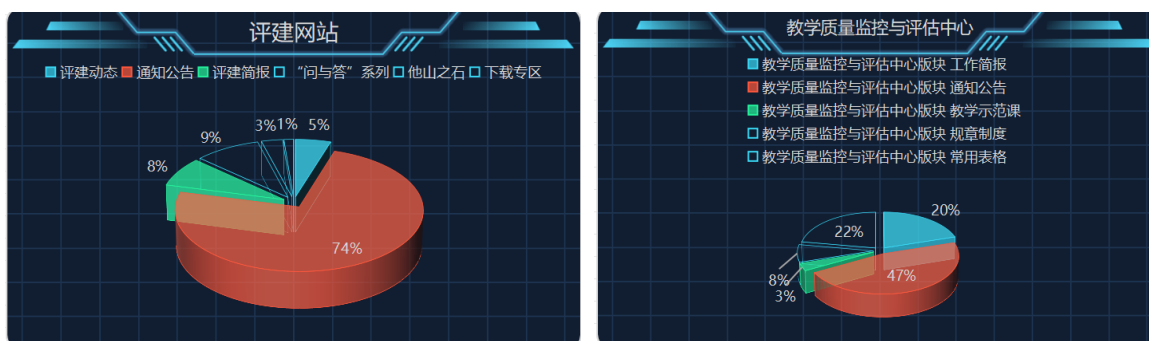 评建网站
评建动态 通知公告 评建简报 “问与答”系列 他山之石 下载专区
3% 1% 5%
9%
8%
74%
教学质量监控与评估中心
教学质量监控与评估中心版块 工作简报
教学质量监控与评估中心版块 通知公告
教学质量监控与评估中心版块 教学示范课
教学质量监控与评估中心版块 规章制度
教学质量监控与评估中心版块 常用表格
20%
22%
8%
47%
3%